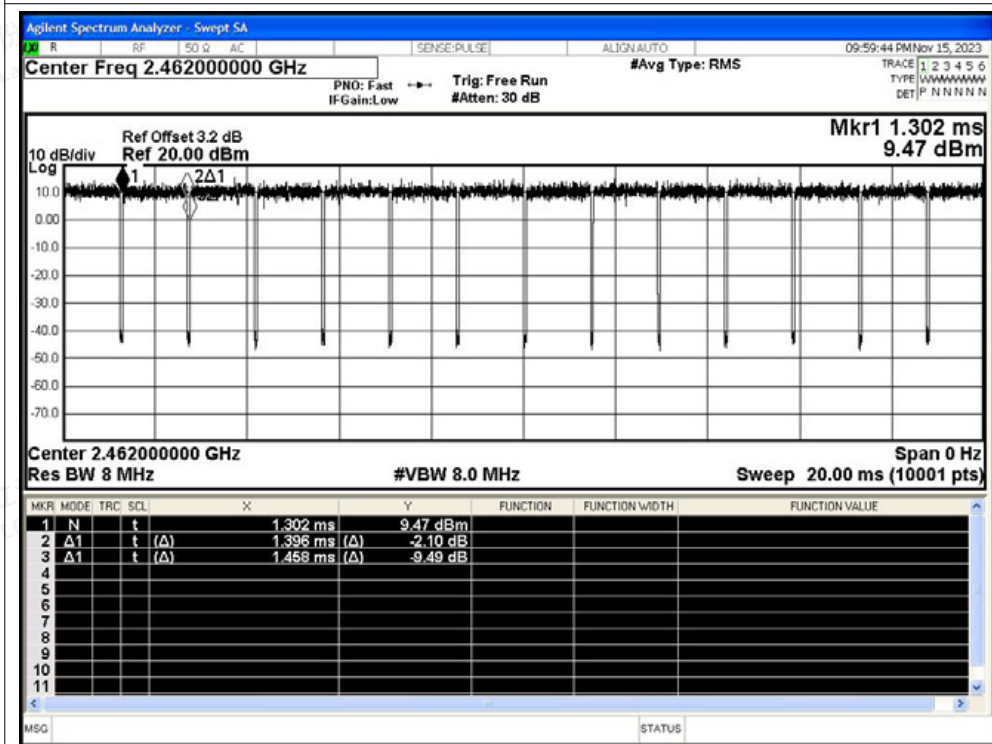 Agilent Spectrum Analyzer - Swept SA
LXI R RF 50 Ω AC SENSE:PULSE ALIGN AUTO 09:59:44 PM Nov 15, 2023
Center Freq 2.462000000 GHz #Avg Type: RMS TRACE 1 2 3 4 5 6
PNO: Fast Trig: Free Run TYPE WWWWWW
IFGain:Low #Atten: 30 dB DET P N N N N N
Mkr1 1.302 ms
Ref Offset 3.2 dB
10 dB/div Ref 20.00 dBm 9.47 dBm
Log
1 2Δ1
10.0
0.00
-10.0
-20.0
-30.0
-40.0
-50.0
-60.0
-70.0
Center 2.462000000 GHz Span 0 Hz
Res BW 8 MHz #VBW 8.0 MHz Sweep 20.00 ms (10001 pts)
MKR MODE TRC SCL X Y FUNCTION FUNCTION WIDTH FUNCTION VALUE
1 N t 1.302 ms 9.47 dBm
2 Δ1 t (Δ) 1.396 ms (Δ) -2.10 dB
3 Δ1 t (Δ) 1.458 ms (Δ) -9.49 dB
4
5
6
7
8
9
10
11
MSG STATUS